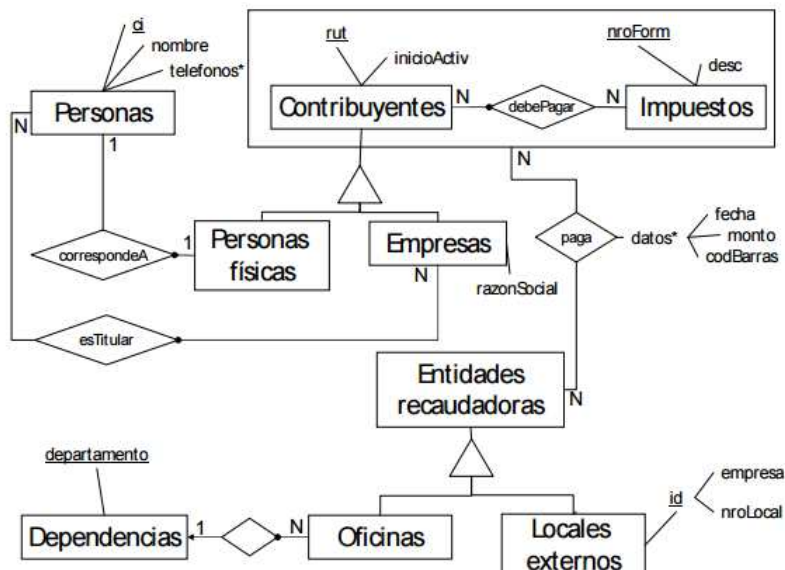 ci
nombre
telefonos*
Personas
N
1
rut
inicioActiv
Contribuyentes
N
debePagar
N
nroForm
desc
Impuestos
N
correspondeA
1
Personas
físicas
Empresas
N
razonSocial
paga
datos*
fecha
monto
codBarras
esTitular
Entidades
recaudadoras
N
departamento
Dependencias
1
N
Oficinas
Locales
externos
id
empresa
nroLocal